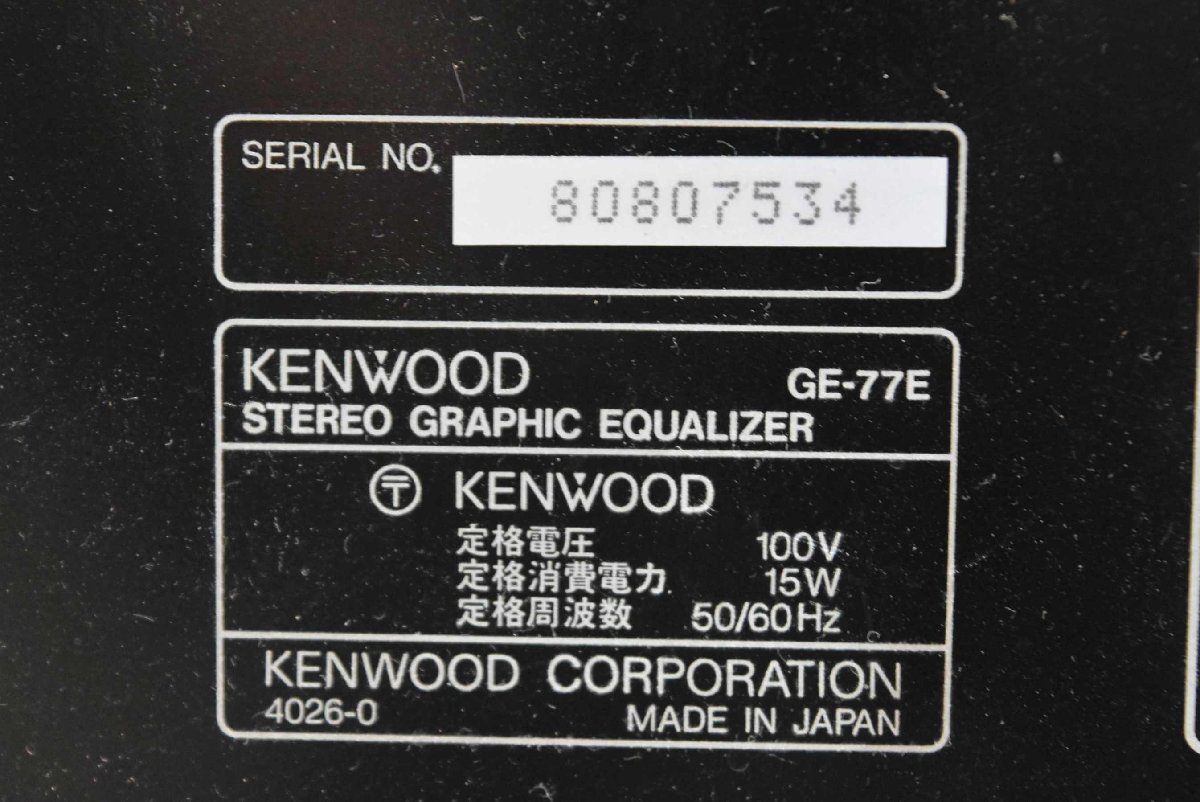 SERIAL NO. 80807534
KENWOOD GE-77E
STEREO GRAPHIC EQUALIZER
〒 KENWOOD
定格電圧 100V
定格消費電力 15W
定格周波数 50/60Hz
KENWOOD CORPORATION
4026-0 MADE IN JAPAN